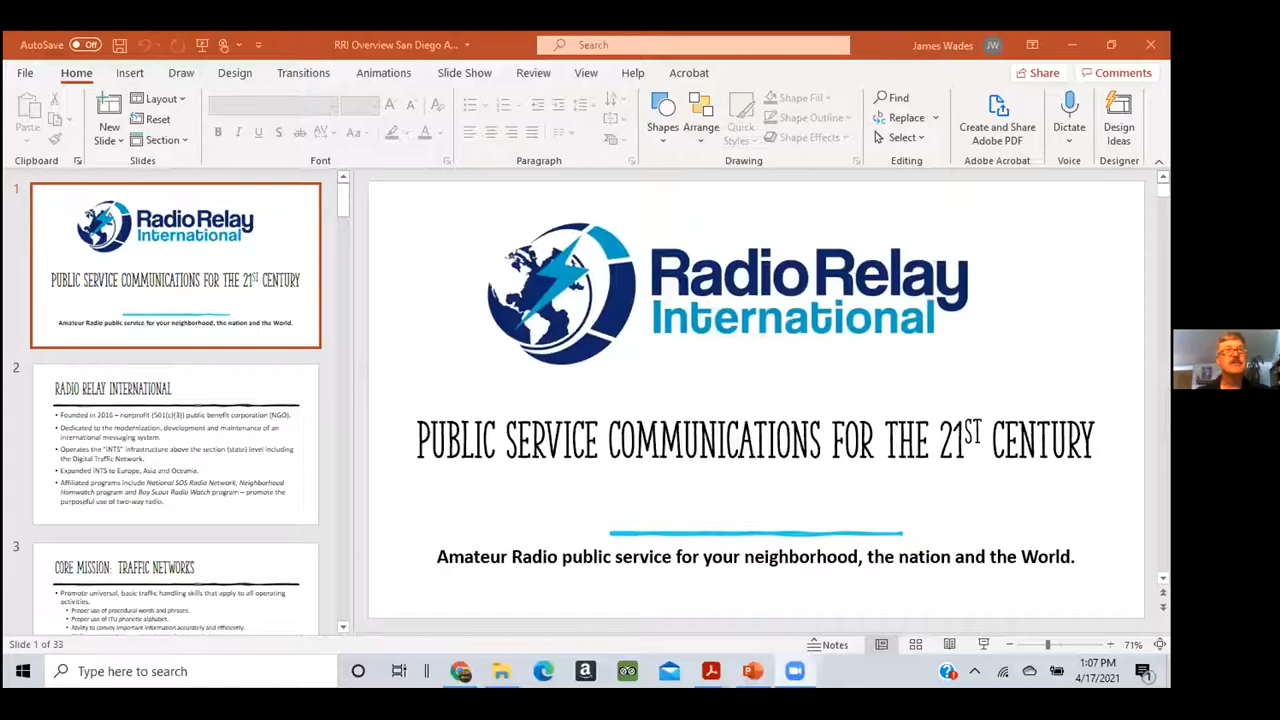 AutoSave Off RRI Overview San Diego A... Search James Wades JW
File Home Insert Draw Design Transitions Animations Slide Show Review View Help Acrobat Share Comments
Paste New Slide Layout Reset Section
B I U S ab AV Aa A
Shapes Arrange Quick Styles Shape Fill Shape Outline Shape Effects
Find Replace Select
Create and Share Adobe PDF Dictate Design Ideas
Clipboard Slides Font Paragraph Drawing Editing Adobe Acrobat Voice Designer
1
Radio Relay
International
PUBLIC SERVICE COMMUNICATIONS FOR THE 21ST CENTURY
Amateur Radio public service for your neighborhood, the nation and the World.
2
RADIO RELAY INTERNATIONAL
• Founded in 2016 – nonprofit (501(c)(3)) public benefit corporation (NGO).
• Dedicated to the modernization, development and maintenance of an
international messaging system.
• Operates the "iNTS" infrastructure above the section (state) level including
the Digital Traffic Network.
• Expanded iNTS to Europe, Asia and Oceania.
• Affiliated programs include National SOS Radio Network, Neighborhood
Hamwatch program and Boy Scout Radio Watch program – promote the
purposeful use of two-way radio.
3
CORE MISSION: TRAFFIC NETWORKS
• Promote universal, basic traffic handling skills that apply to all operating
activities.
• Proper use of procedural words and phrases.
• Proper use of ITU phonetic alphabet.
• Ability to convey important information accurately and efficiently.
Radio Relay
International
PUBLIC SERVICE COMMUNICATIONS FOR THE 21ST CENTURY
Amateur Radio public service for your neighborhood, the nation and the World.
Slide 1 of 33 Notes 71%
Type here to search 1:07 PM
4/17/2021